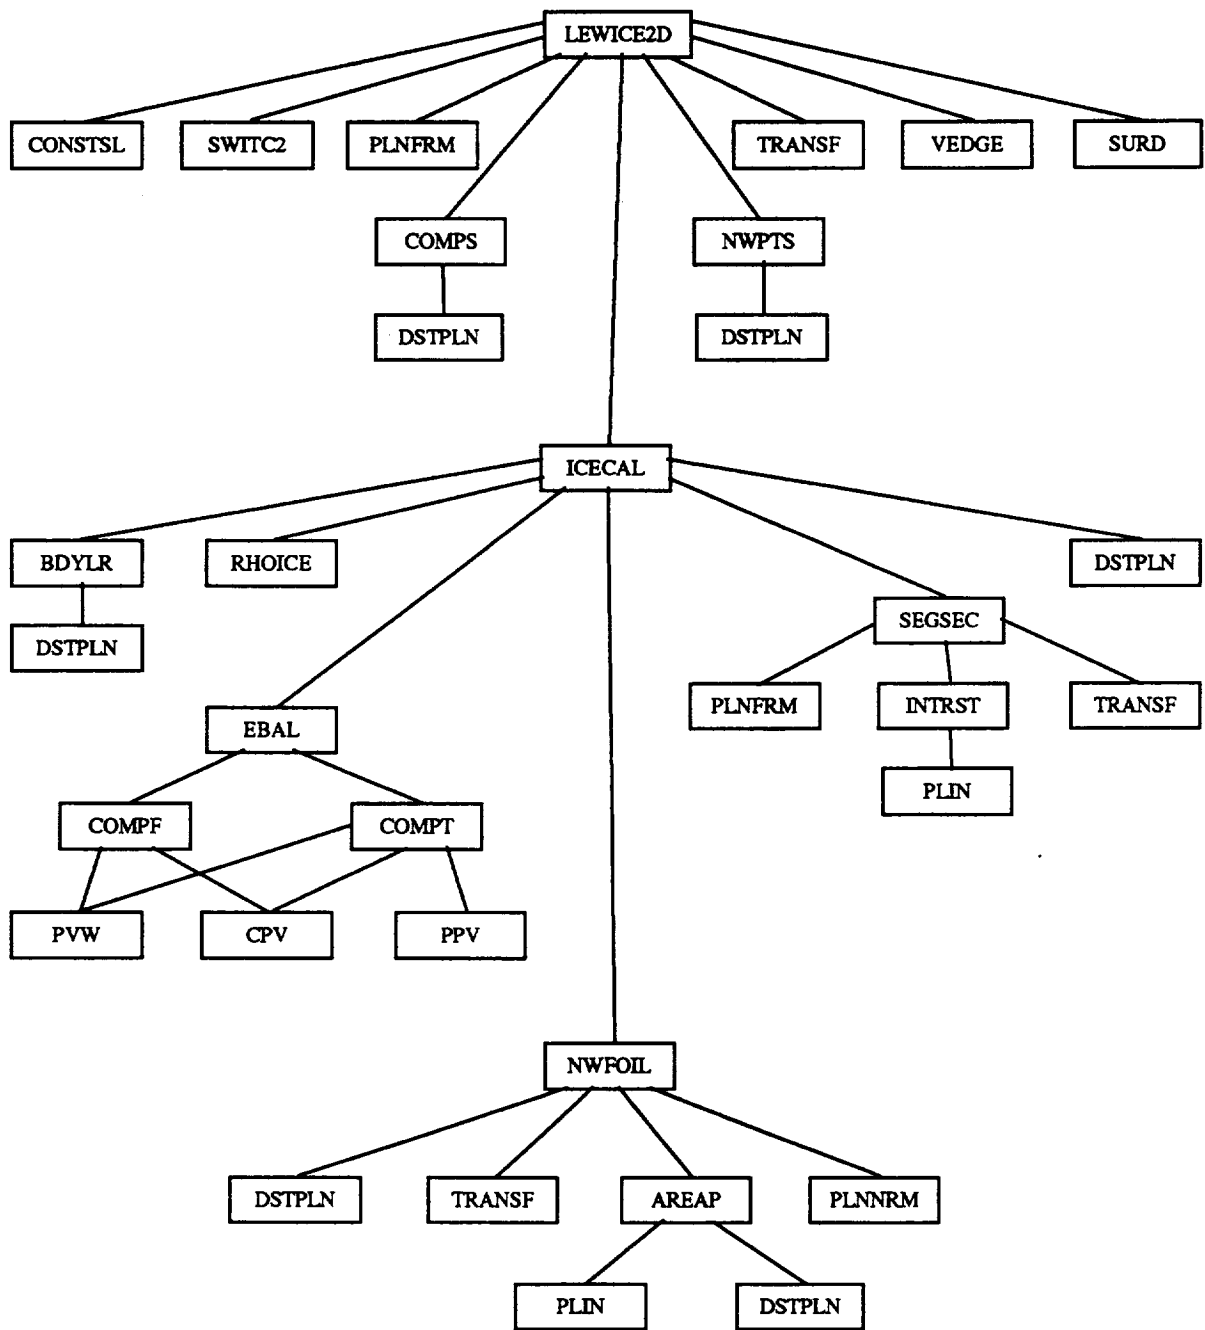 LEWICE2D
CONSTSL
SWITC2
PLNFRM
TRANSF
VEDGE
SURD
COMPS
NWPTS
DSTPLN
DSTPLN
ICECAL
BDYLR
RHOICE
DSTPLN
SEGSEC
DSTPLN
PLNFRM
INTRST
TRANSF
EBAL
PLIN
COMPF
COMPT
PVW
CPV
PPV
NWFOIL
DSTPLN
TRANSF
AREAP
PLNNRM
PLIN
DSTPLN